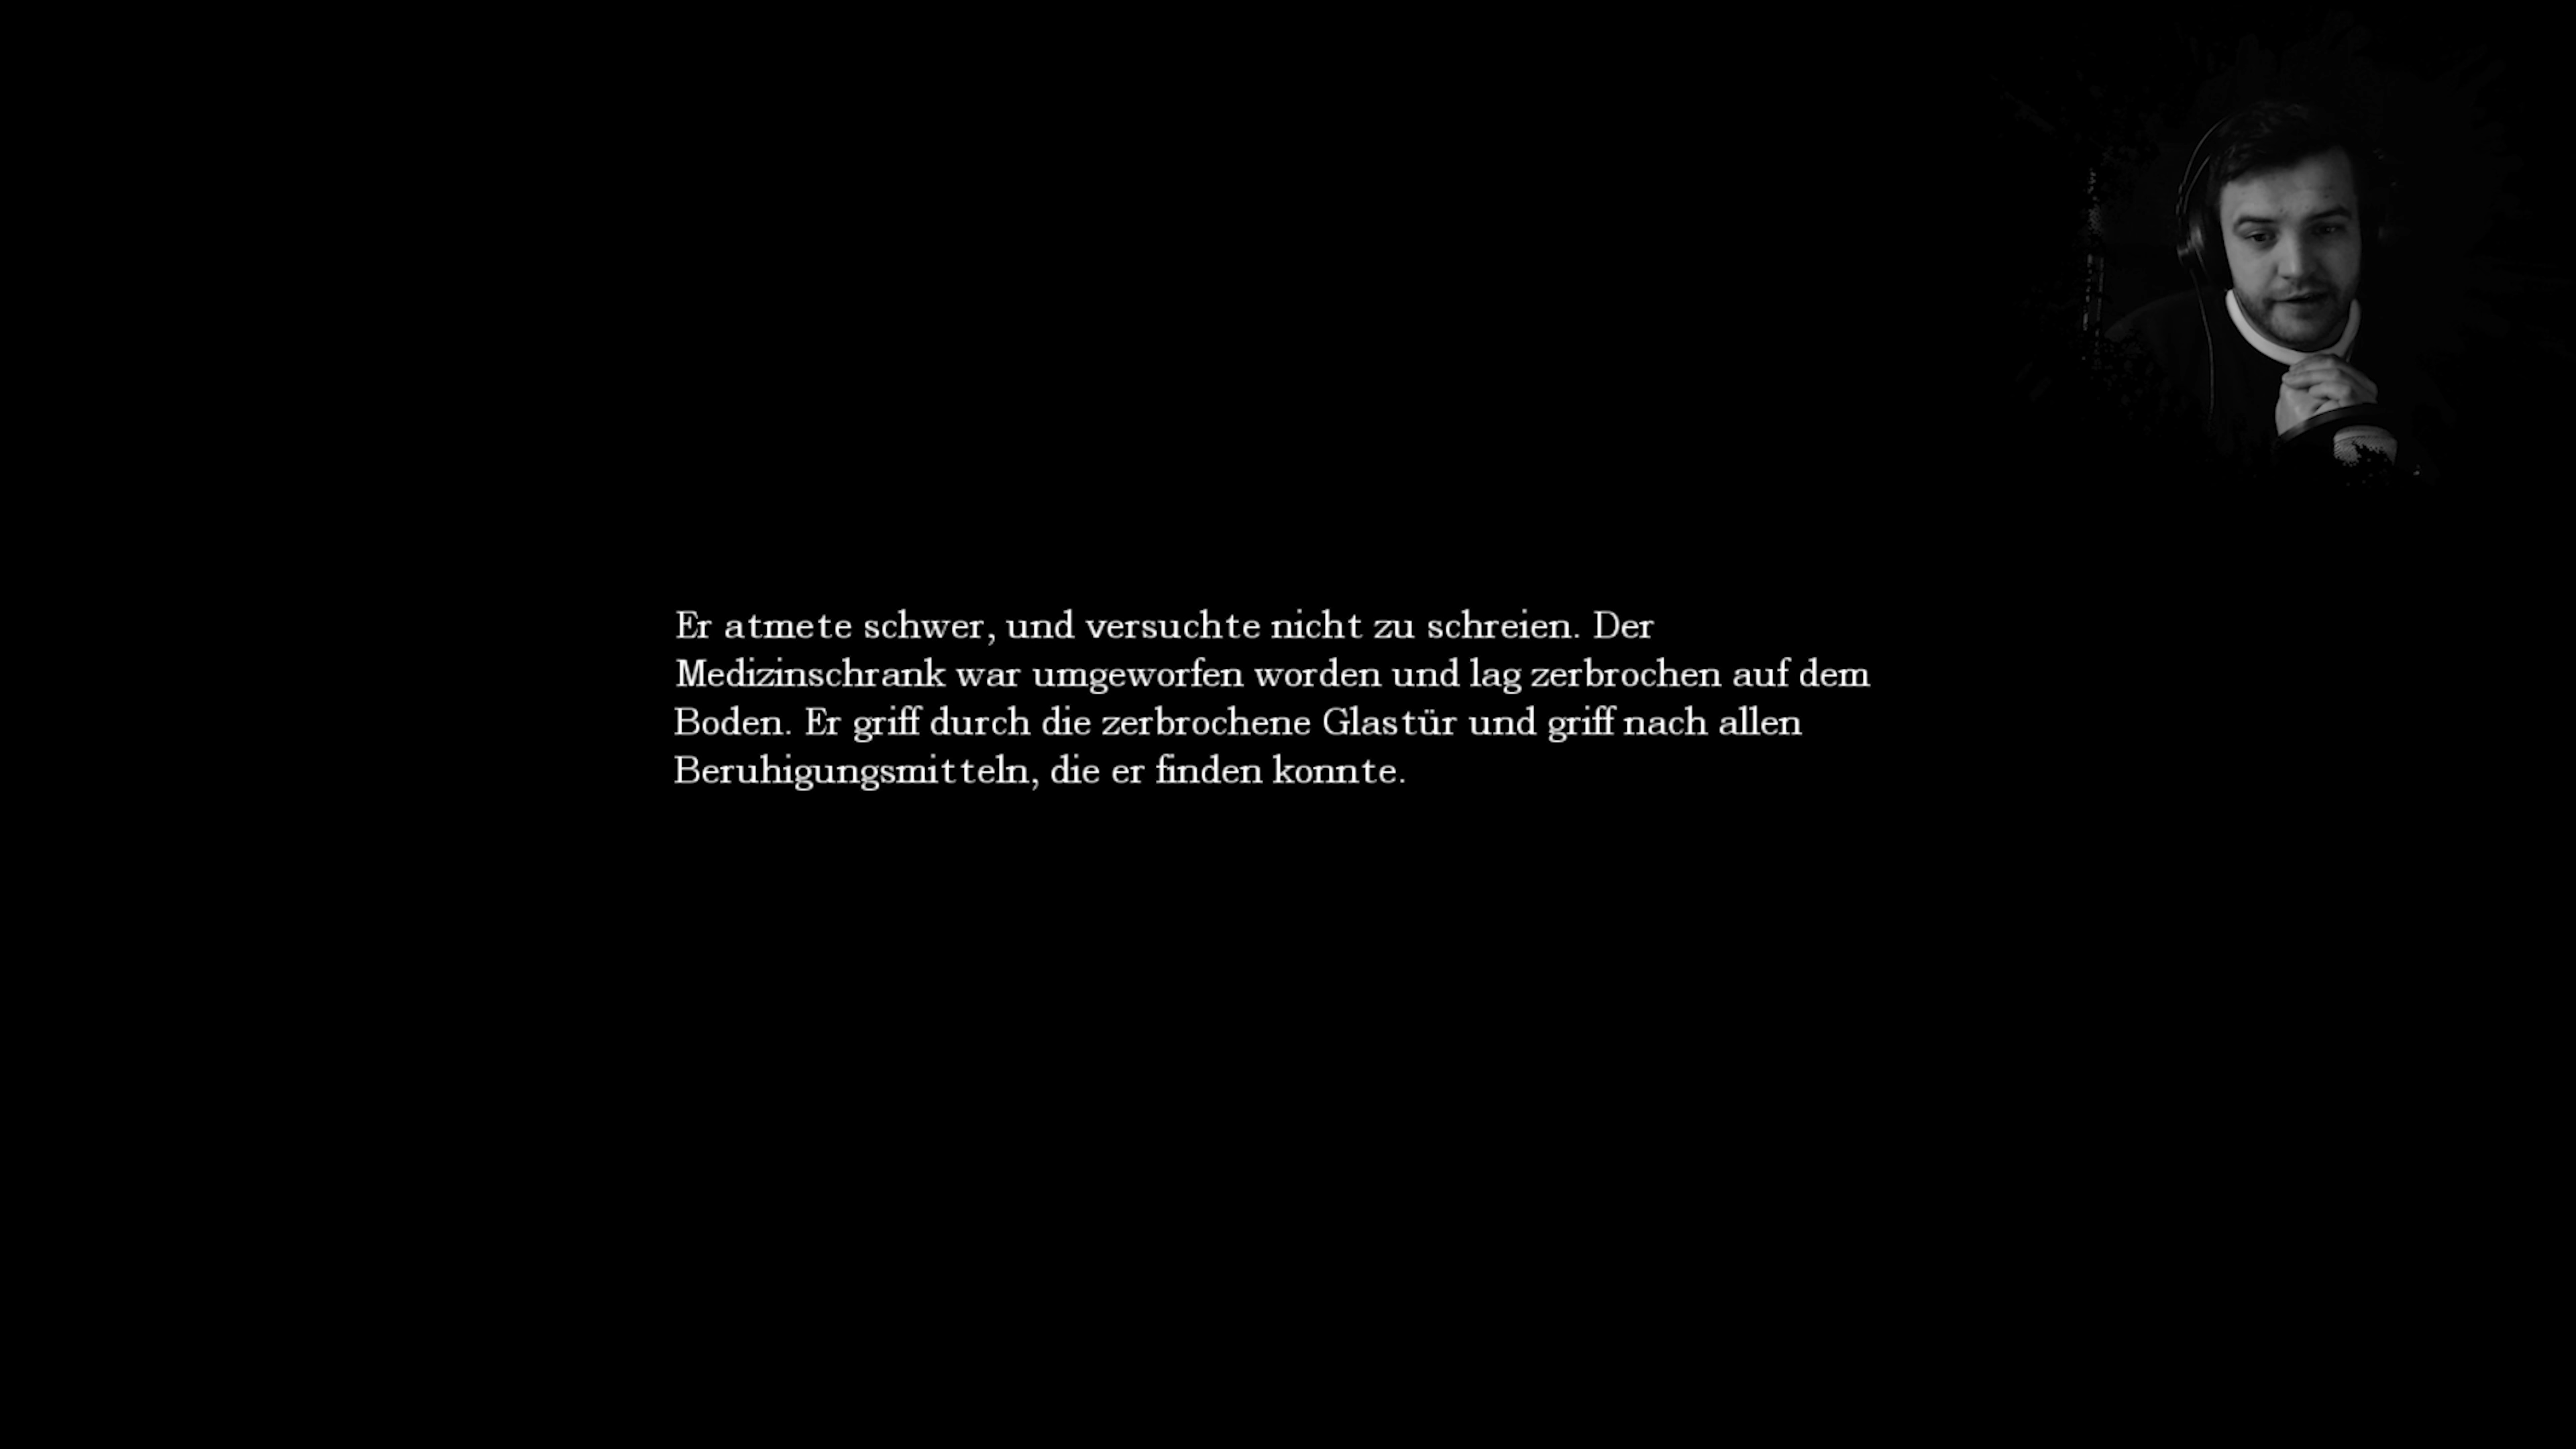 Er atmete schwer, und versuchte nicht zu schreien. Der
Medizinschrank war umgeworfen worden und lag zerbrochen auf dem
Boden. Er griff durch die zerbrochene Glastür und griff nach allen
Beruhigungsmitteln, die er finden konnte.